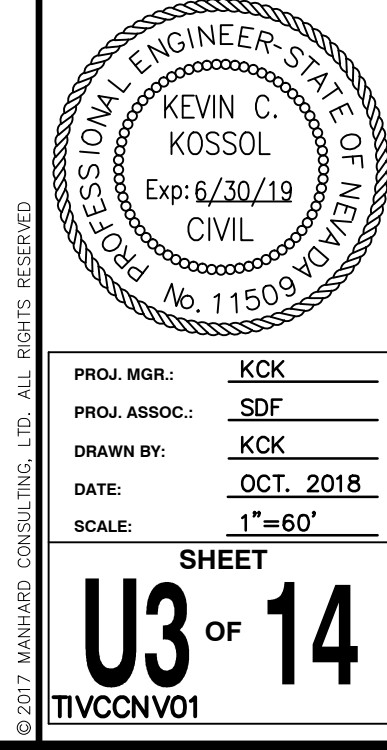 PROFESSIONAL ENGINEER-STATE OF NEVADA
KEVIN C.
KOSSOL
Exp: 6/30/19
CIVIL
No. 11509
PROJ. MGR.: KCK
PROJ. ASSOC.: SDF
DRAWN BY: KCK
DATE: OCT. 2018
SCALE: 1"=60'
SHEET
U3 OF 14
TIVCCNV01
©2017 MANHARD CONSULTING, LTD. ALL RIGHTS RESERVED